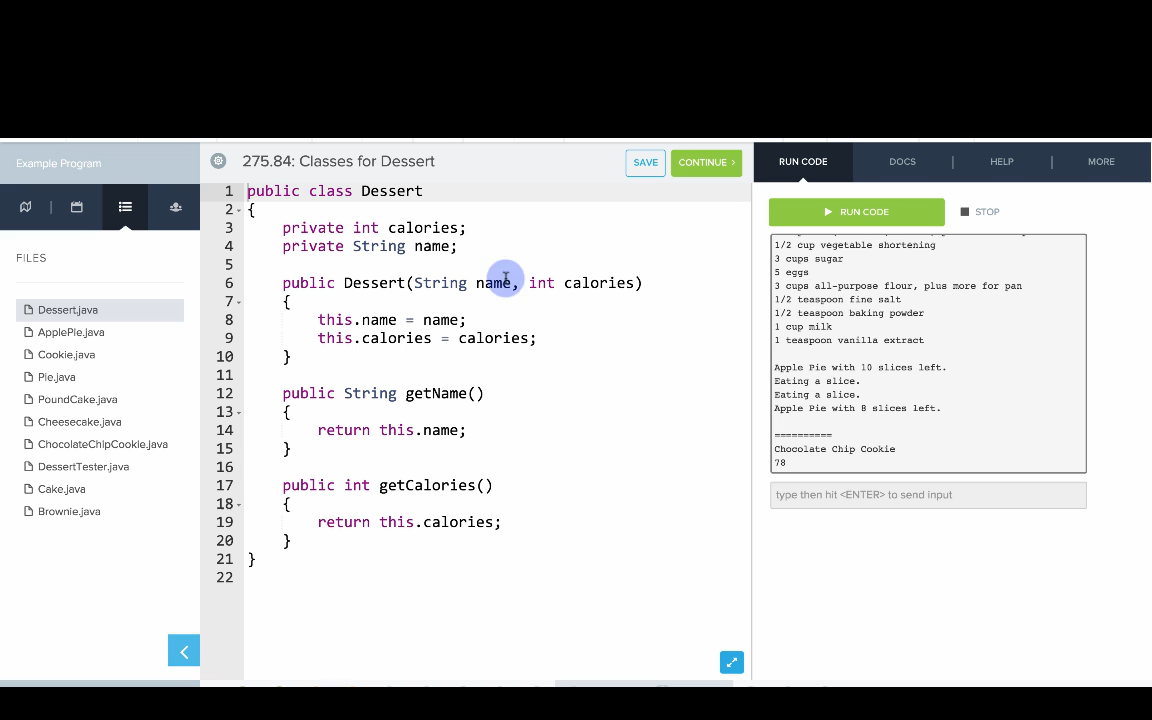 Example Program
275.84: Classes for Dessert
SAVE
CONTINUE
RUN CODE
DOCS
HELP
MORE
FILES
Dessert.java
ApplePie.java
Cookie.java
Pie.java
PoundCake.java
Cheesecake.java
ChocolateChipCookie.java
DessertTester.java
Cake.java
Brownie.java
1 public class Dessert
2 {
3 private int calories;
4 private String name;
5
6 public Dessert(String name, int calories)
7 {
8 this.name = name;
9 this.calories = calories;
10 }
11
12 public String getName()
13 {
14 return this.name;
15 }
16
17 public int getCalories()
18 {
19 return this.calories;
20 }
21 }
22
RUN CODE
STOP
1/2 cup vegetable shortening
3 cups sugar
5 eggs
3 cups all-purpose flour, plus more for pan
1/2 teaspoon fine salt
1/2 teaspoon baking powder
1 cup milk
1 teaspoon vanilla extract
Apple Pie with 10 slices left.
Eating a slice.
Eating a slice.
Apple Pie with 8 slices left.
==========
Chocolate Chip Cookie
78
type then hit <ENTER> to send input